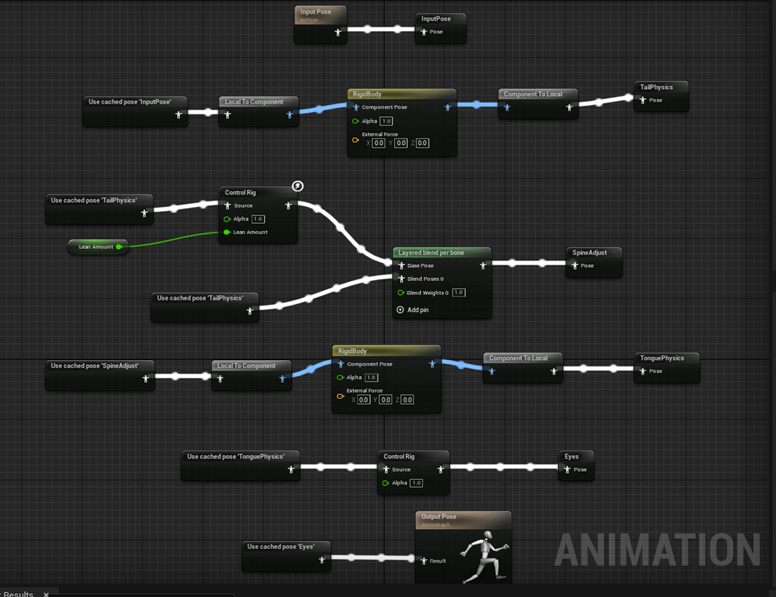 Input Pose
InputPose
Pose
Use cached pose 'InputPose'
Local To Component
RigidBody
Component Pose
Alpha 1.0
External Force
X 0.0 Y 0.0 Z 0.0
Component To Local
TailPhysics
Pose
Use cached pose 'TailPhysics'
Control Rig
Source
Alpha 1.0
Lean Amount
Lean Amount
Use cached pose 'TailPhysics'
Layered blend per bone
Base Pose
Blend Poses 0
Blend Weights 0 1.0
Add pin
SpineAdjust
Pose
Use cached pose 'SpineAdjust'
Local To Component
RigidBody
Component Pose
Alpha 1.0
External Force
X 0.0 Y 0.0 Z 0.0
Component To Local
TonguePhysics
Pose
Use cached pose 'TonguePhysics'
Control Rig
Source
Alpha 1.0
Eyes
Pose
Use cached pose 'Eyes'
Output Pose
AnimGraph
Result
ANIMATION
Results